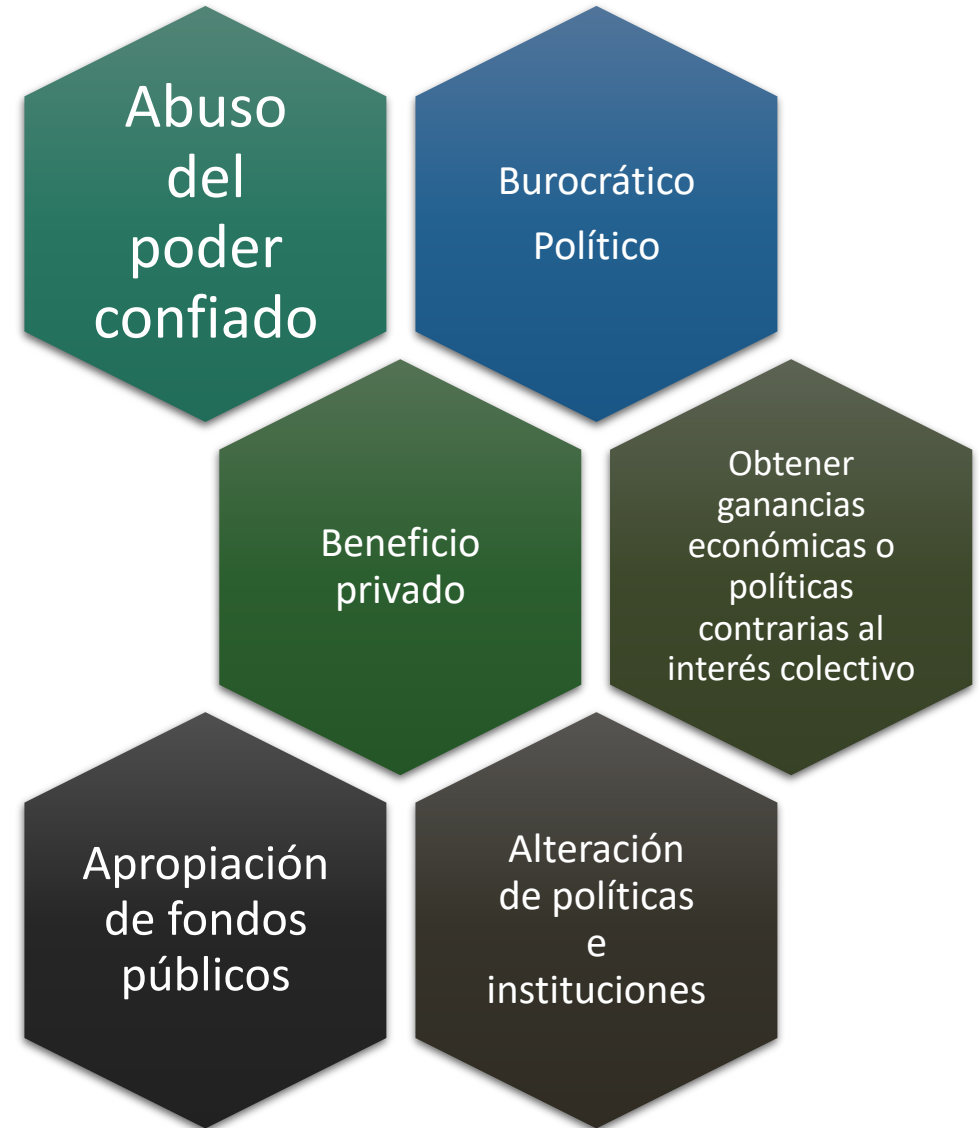 Abuso
del
poder
confiado
Burocrático
Político
Beneficio
privado
Obtener
ganancias
económicas o
políticas
contrarias al
interés colectivo
Apropiación
de fondos
públicos
Alteración
de políticas
e
instituciones